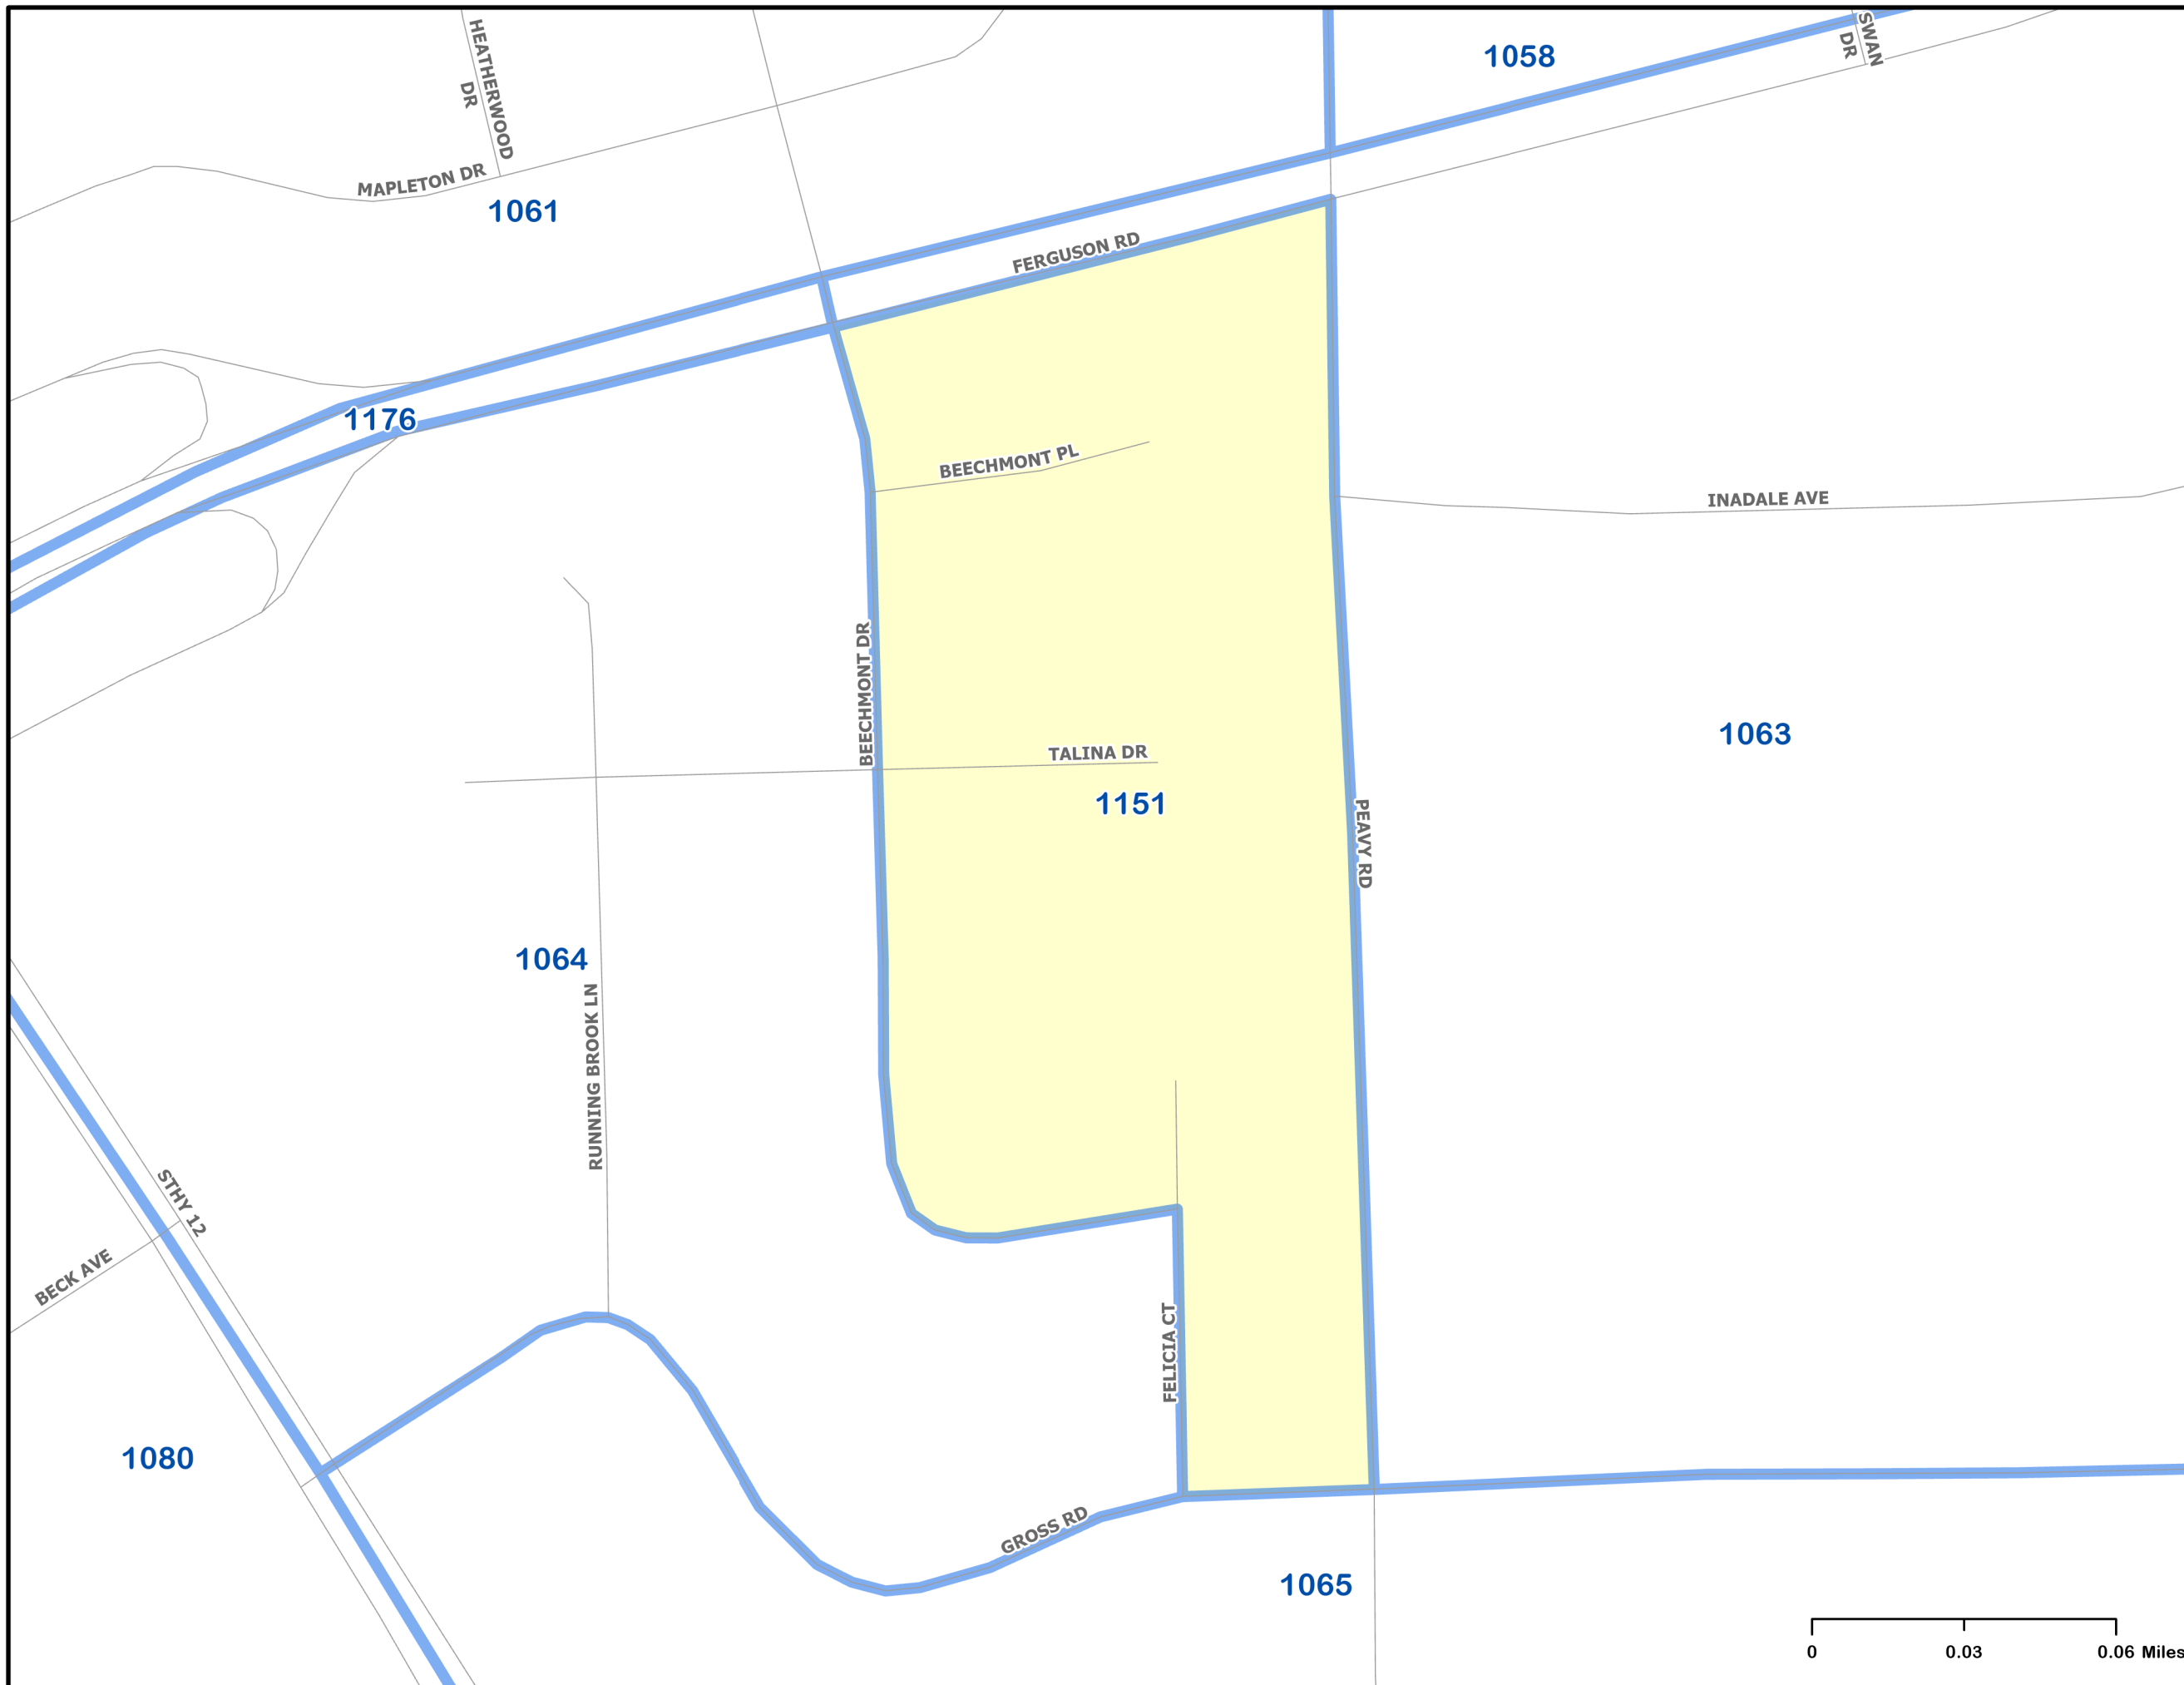 HEATHERWOOD
DR
SWAN
DR
1058
MAPLETON DR
1061
FERGUSON RD
1176
BEECHMONT PL
INADALE AVE
BEECHMONT DR
TALINA DR
1063
1151
PEAVY RD
1064
RUNNING BROOK LN
STHY 12
BECK AVE
FELICIA CT
1080
GROSS RD
1065
0 0.03 0.06 Miles